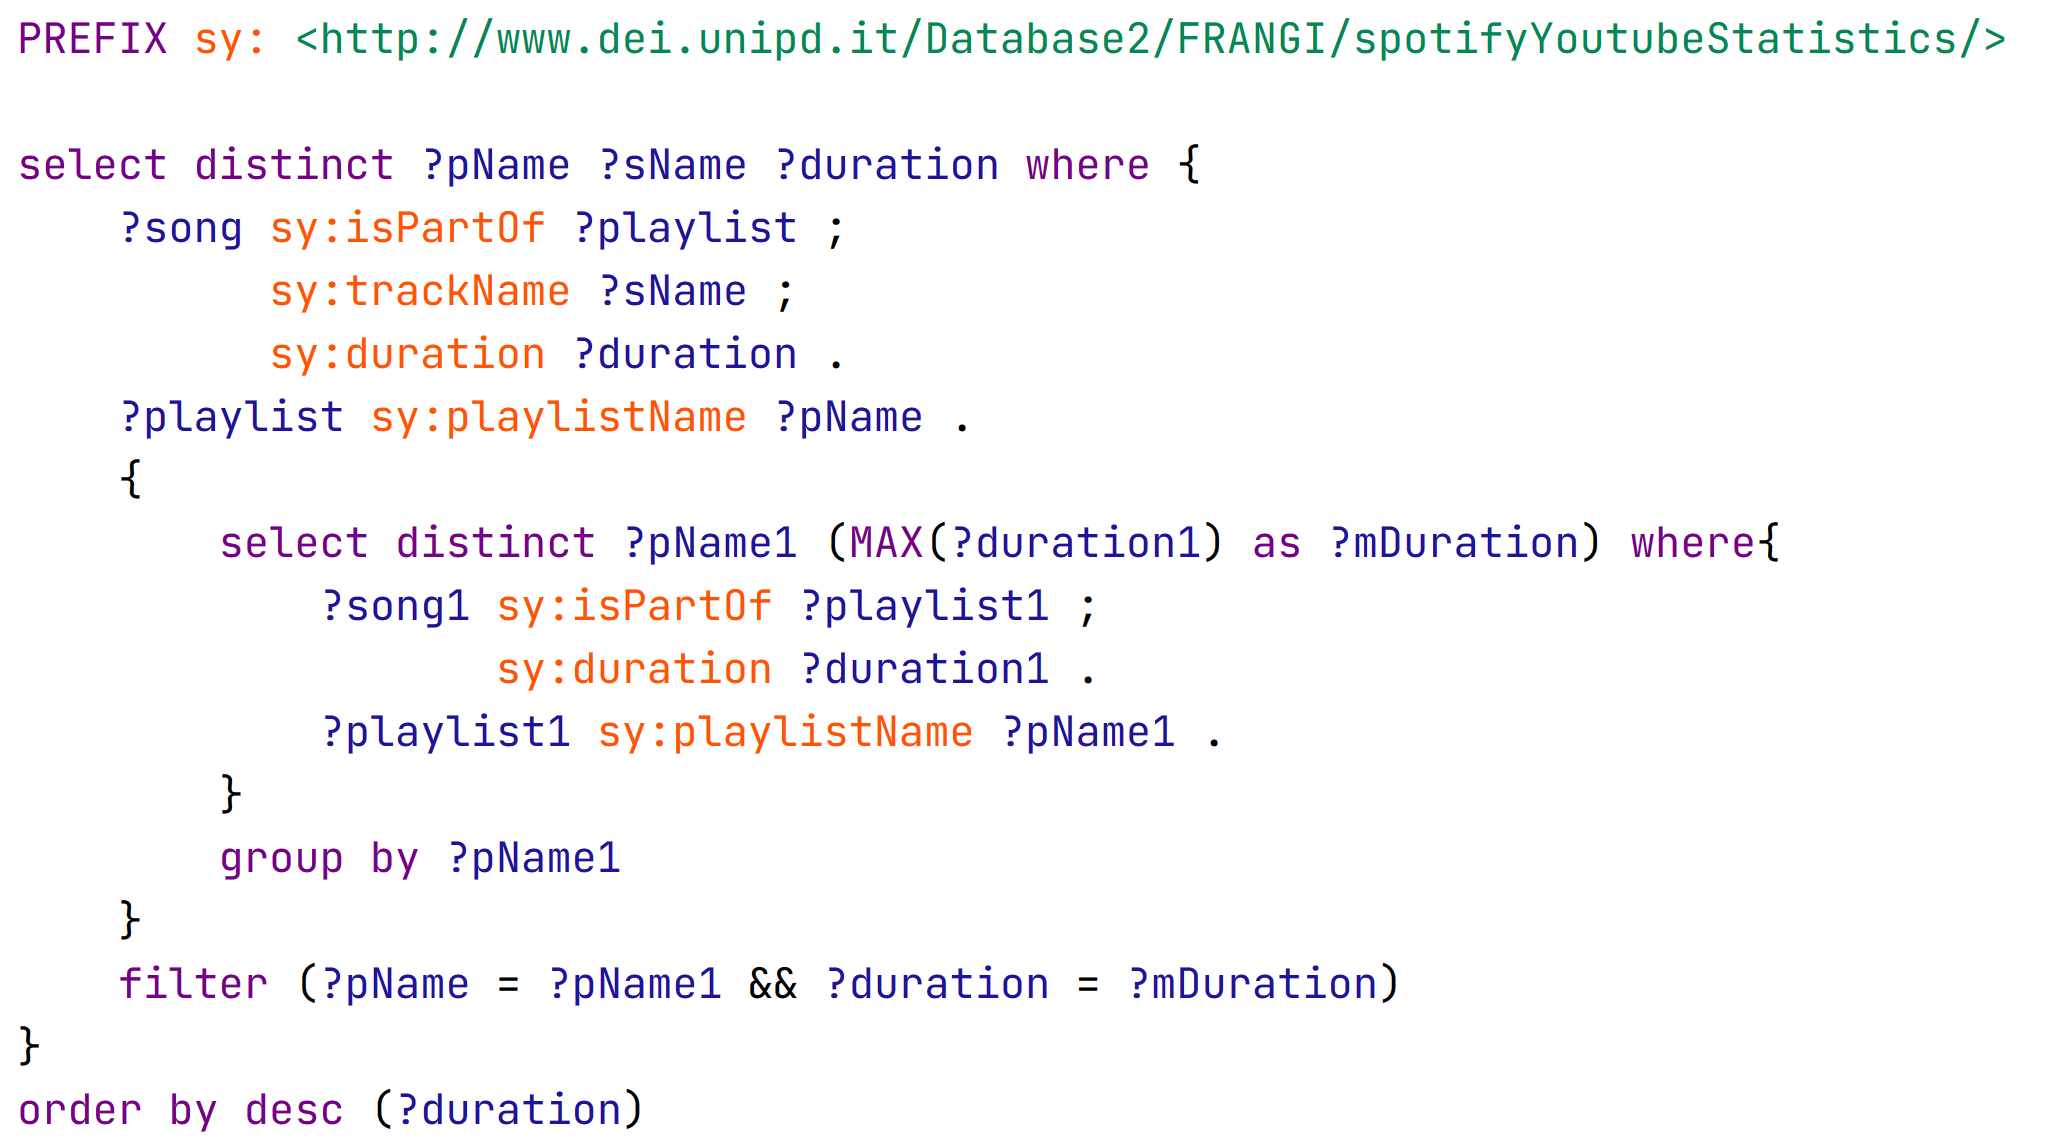 PREFIX sy: <http://www.dei.unipd.it/Database2/FRANGI/spotifyYoutubeStatistics/>
select distinct ?pName ?sName ?duration where {
?song sy:isPartOf ?playlist ;
sy:trackName ?sName ;
sy:duration ?duration .
?playlist sy:playlistName ?pName .
{
select distinct ?pName1 (MAX(?duration1) as ?mDuration) where{
?song1 sy:isPartOf ?playlist1 ;
sy:duration ?duration1 .
?playlist1 sy:playlistName ?pName1 .
}
group by ?pName1
}
filter (?pName = ?pName1 && ?duration = ?mDuration)
}
order by desc (?duration)